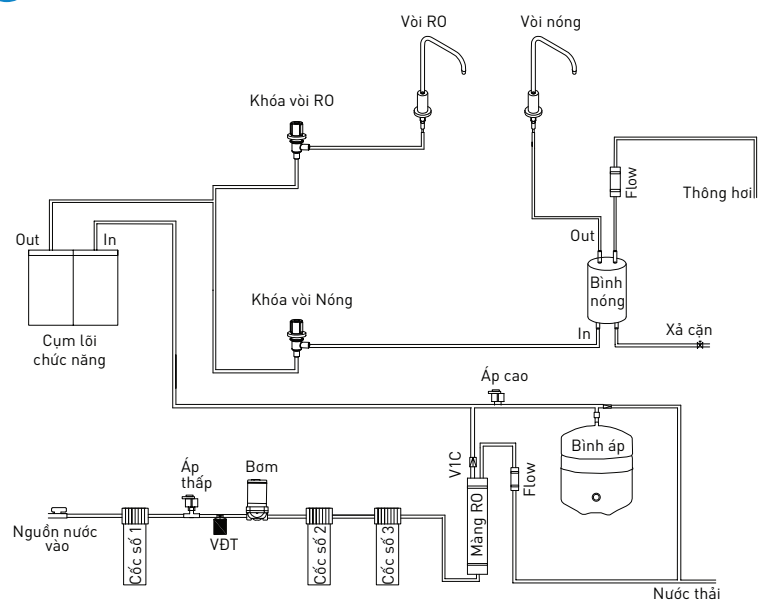 Vòi RO
Vòi nóng
Khóa vòi RO
Flow
Thông hơi
Out
In
Out
Bình
nóng
Khóa vòi Nóng
In
Xả cặn
Cụm lõi
chức năng
Áp cao
Bình áp
V1C
Flow
Áp
thấp
Bơm
Màng RO
Nguồn nước
vào
Cốc số 1
VĐT
Cốc số 2
Cốc số 3
Nước thải